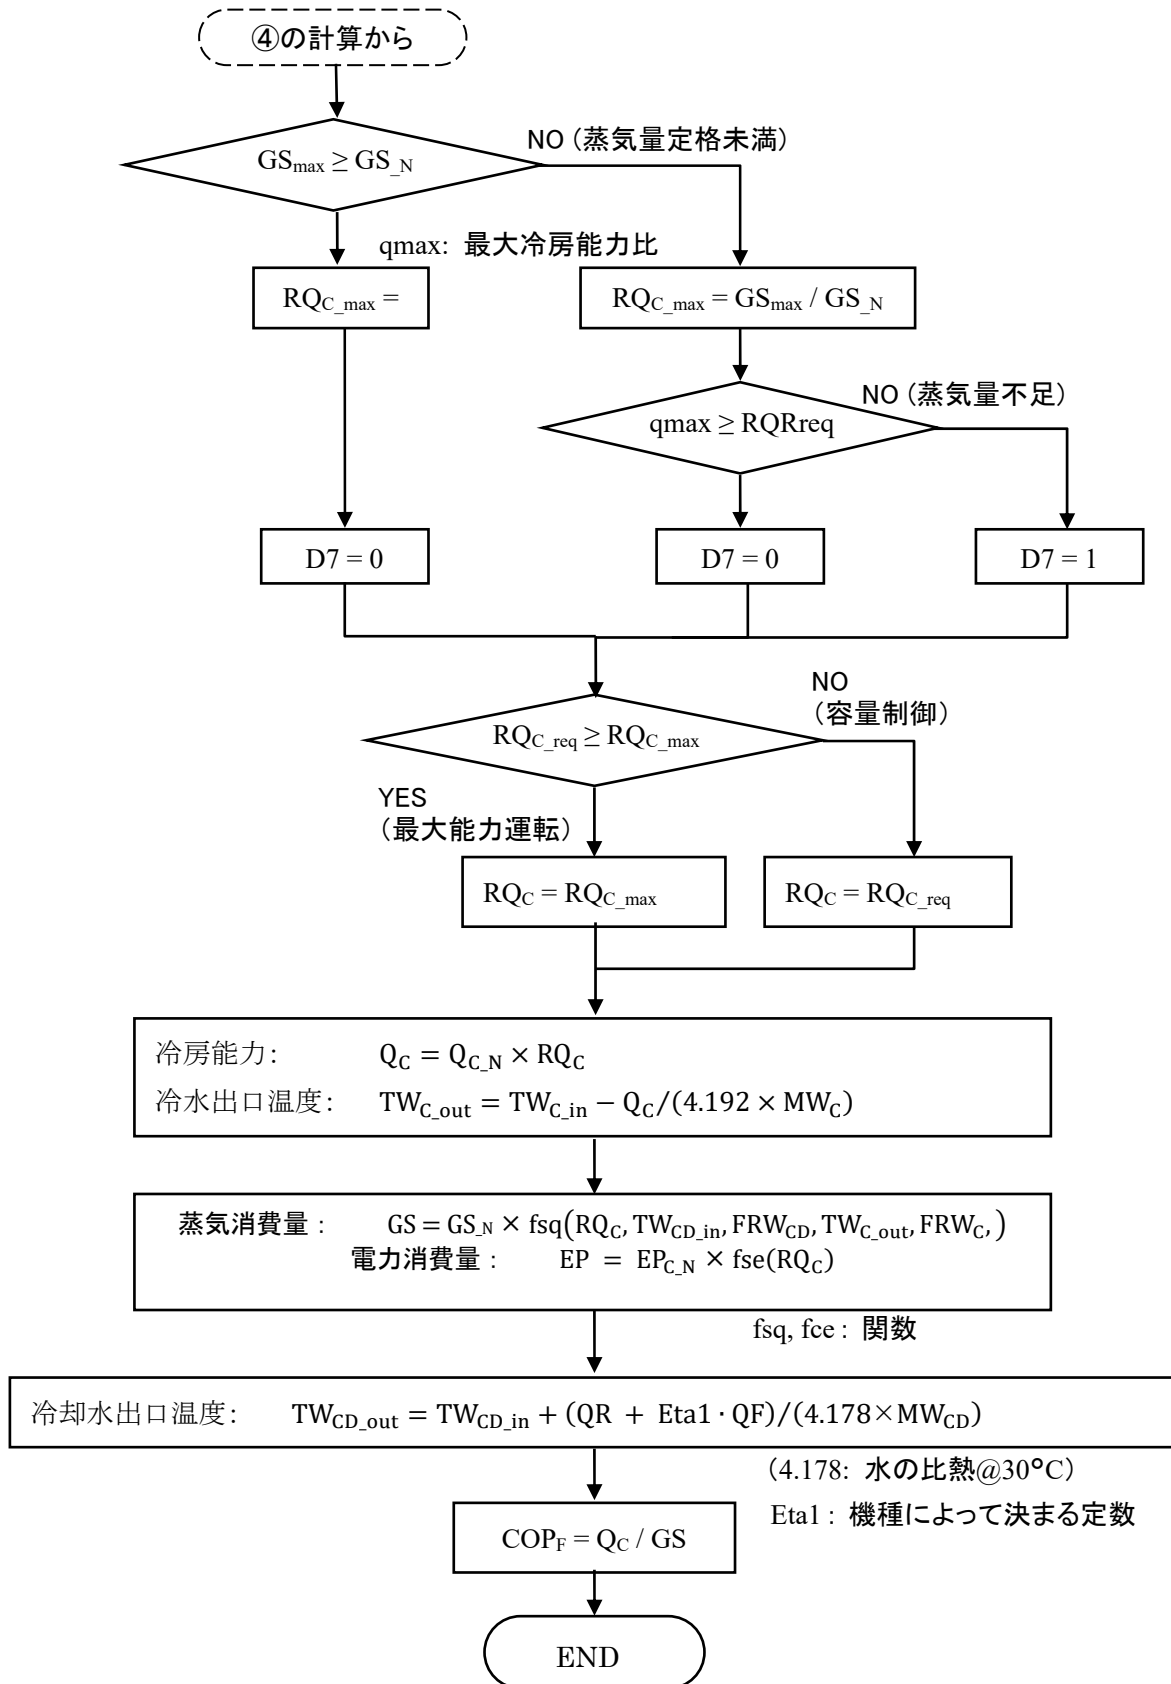 ④の計算から
NO (蒸気量定格未満)
GSmax ≥ GS_N
qmax: 最大冷房能力比
RQC_max =
RQC_max = GSmax / GS_N
NO (蒸気量不足)
qmax ≥ RQRreq
D7 = 0
D7 = 0
D7 = 1
NO
(容量制御)
RQC_req ≥ RQC_max
YES
(最大能力運転)
RQC = RQC_max
RQC = RQC_req
冷房能力: QC = QC_N × RQC
冷水出口温度: TWC_out = TWC_in − QC/(4.192 × MWC)
蒸気消費量 : GS = GS_N × fsq(RQC, TWCD_in, FRWCD, TWC_out, FRWC,)
電力消費量 : EP = EPC_N × fse(RQC)
fsq, fce : 関数
冷却水出口温度: TWCD_out = TWCD_in + (QR + Eta1 · QF)/(4.178×MWCD)
(4.178: 水の比熱@30°C)
Eta1 : 機種によって決まる定数
COPF = QC / GS
END